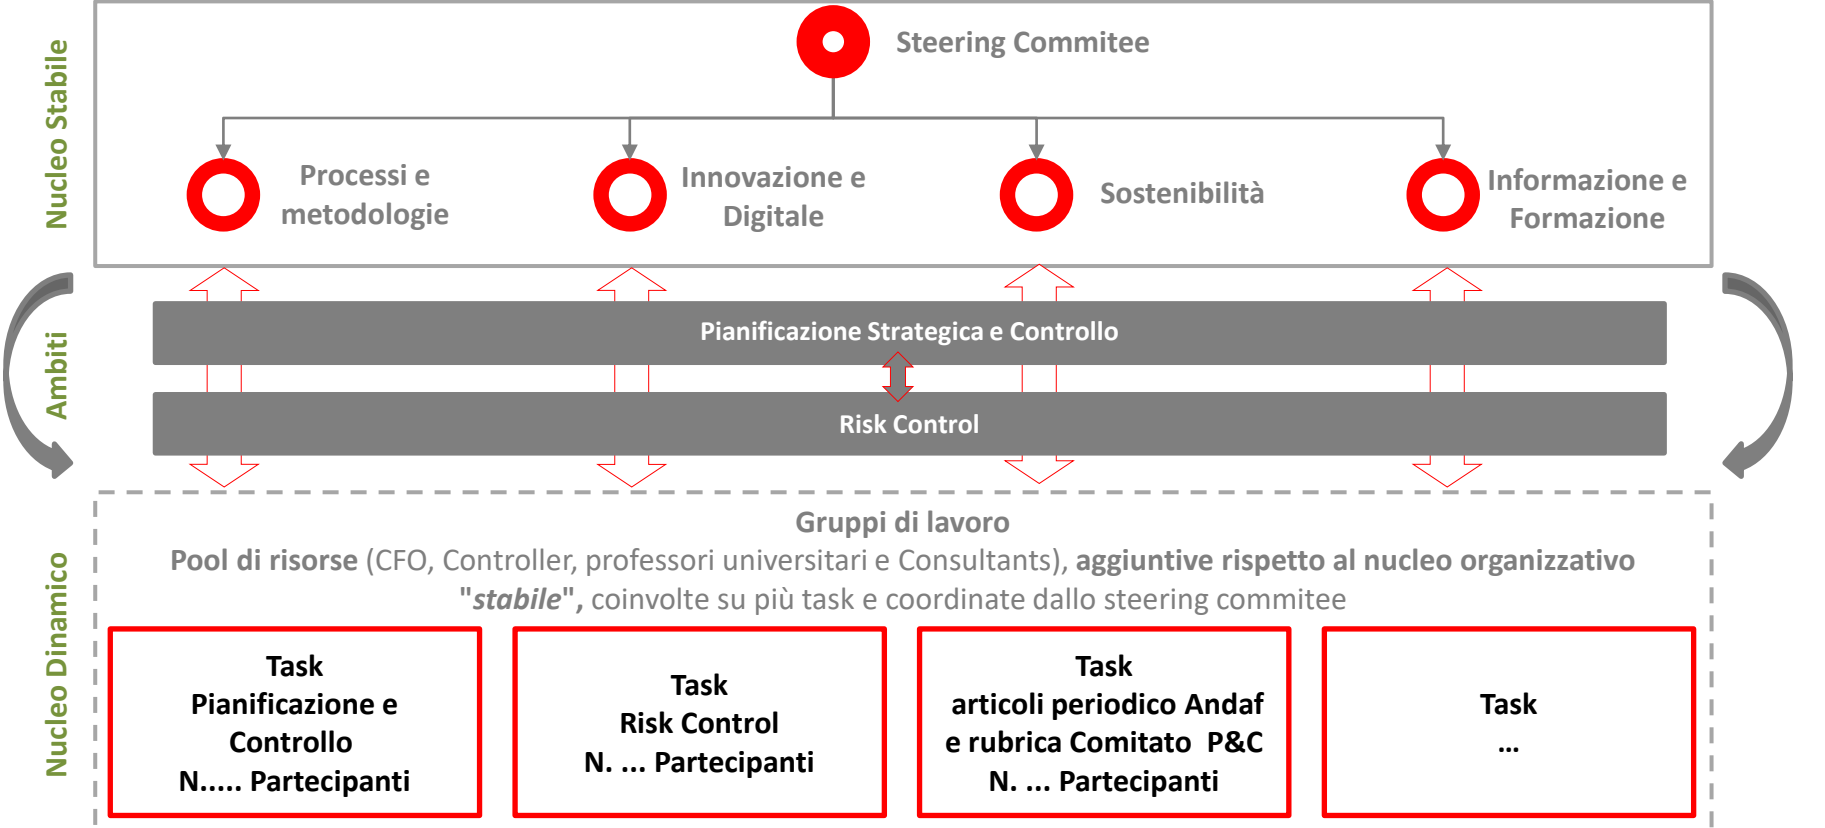 Nucleo Stabile
Steering Commitee
Processi e
metodologie
Innovazione e
Digitale
Sostenibilità
Informazione e
Formazione
Ambiti
Pianificazione Strategica e Controllo
Risk Control
Nucleo Dinamico
Gruppi di lavoro
Pool di risorse (CFO, Controller, professori universitari e Consultants), aggiuntive rispetto al nucleo organizzativo
"stabile", coinvolte su più task e coordinate dallo steering commitee
Task
Pianificazione e
Controllo
N..... Partecipanti
Task
Risk Control
N. ... Partecipanti
Task
articoli periodico Andaf
e rubrica Comitato  P&C
N. ... Partecipanti
Task
...